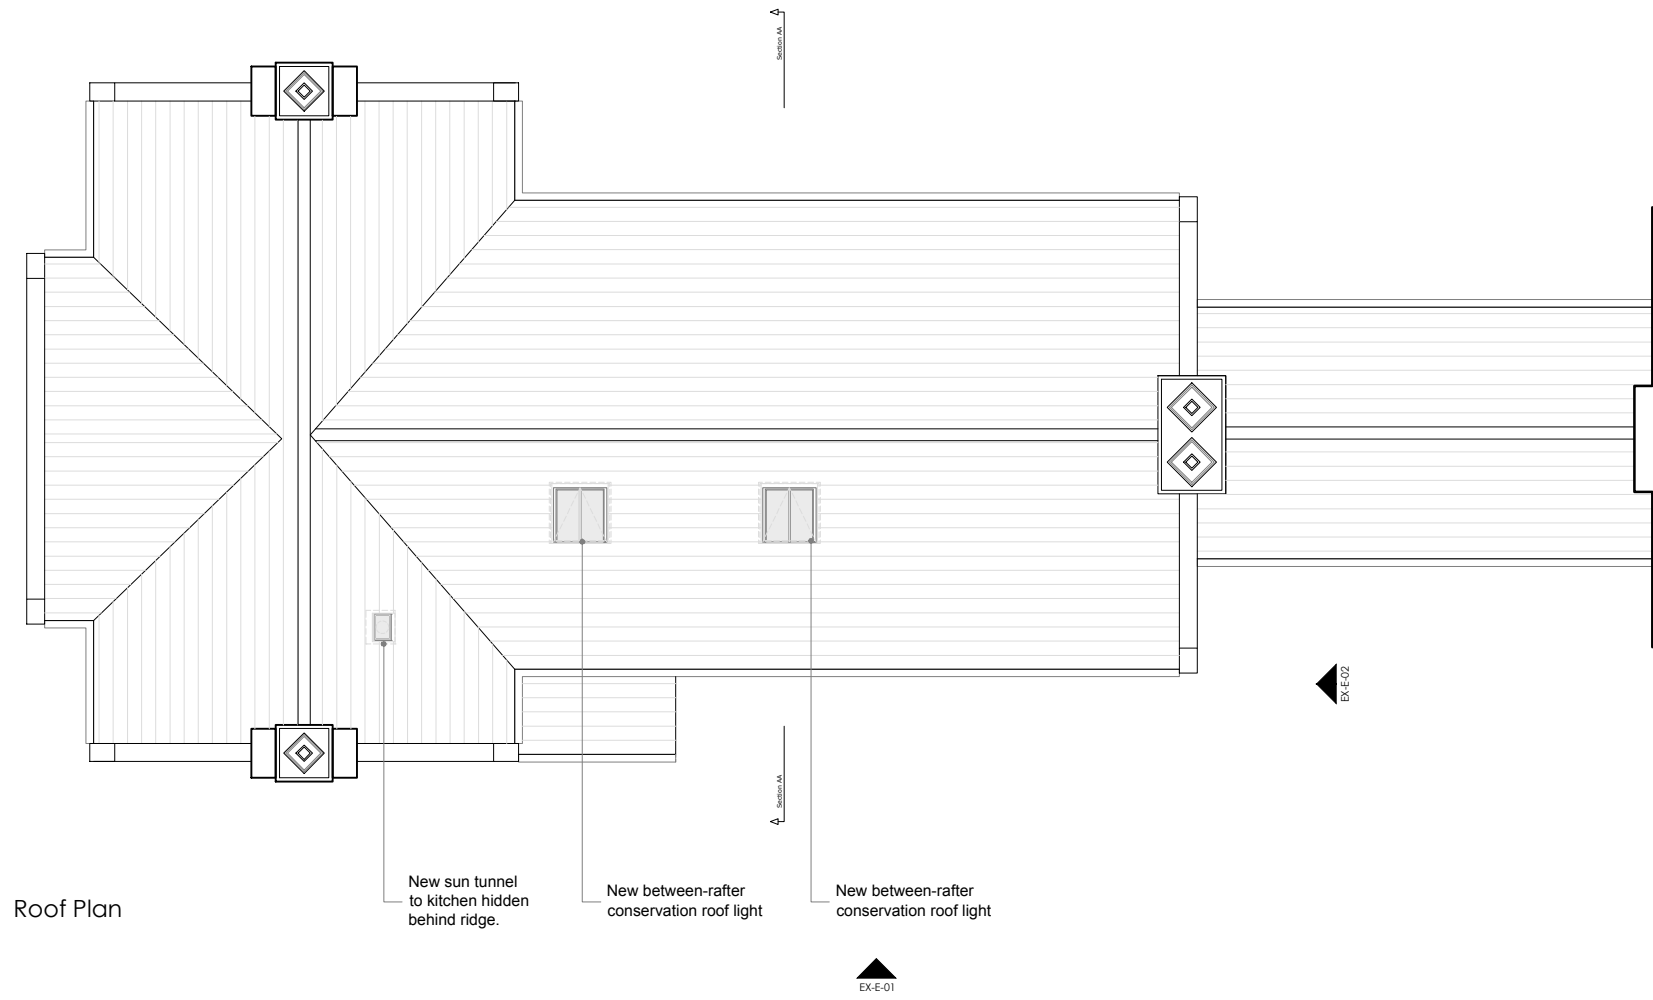 Section AA
EX-E-02
Section AA
New sun tunnel
to kitchen hidden
behind ridge.
New between-rafter
conservation roof light
New between-rafter
conservation roof light
Roof Plan
EX-E-01